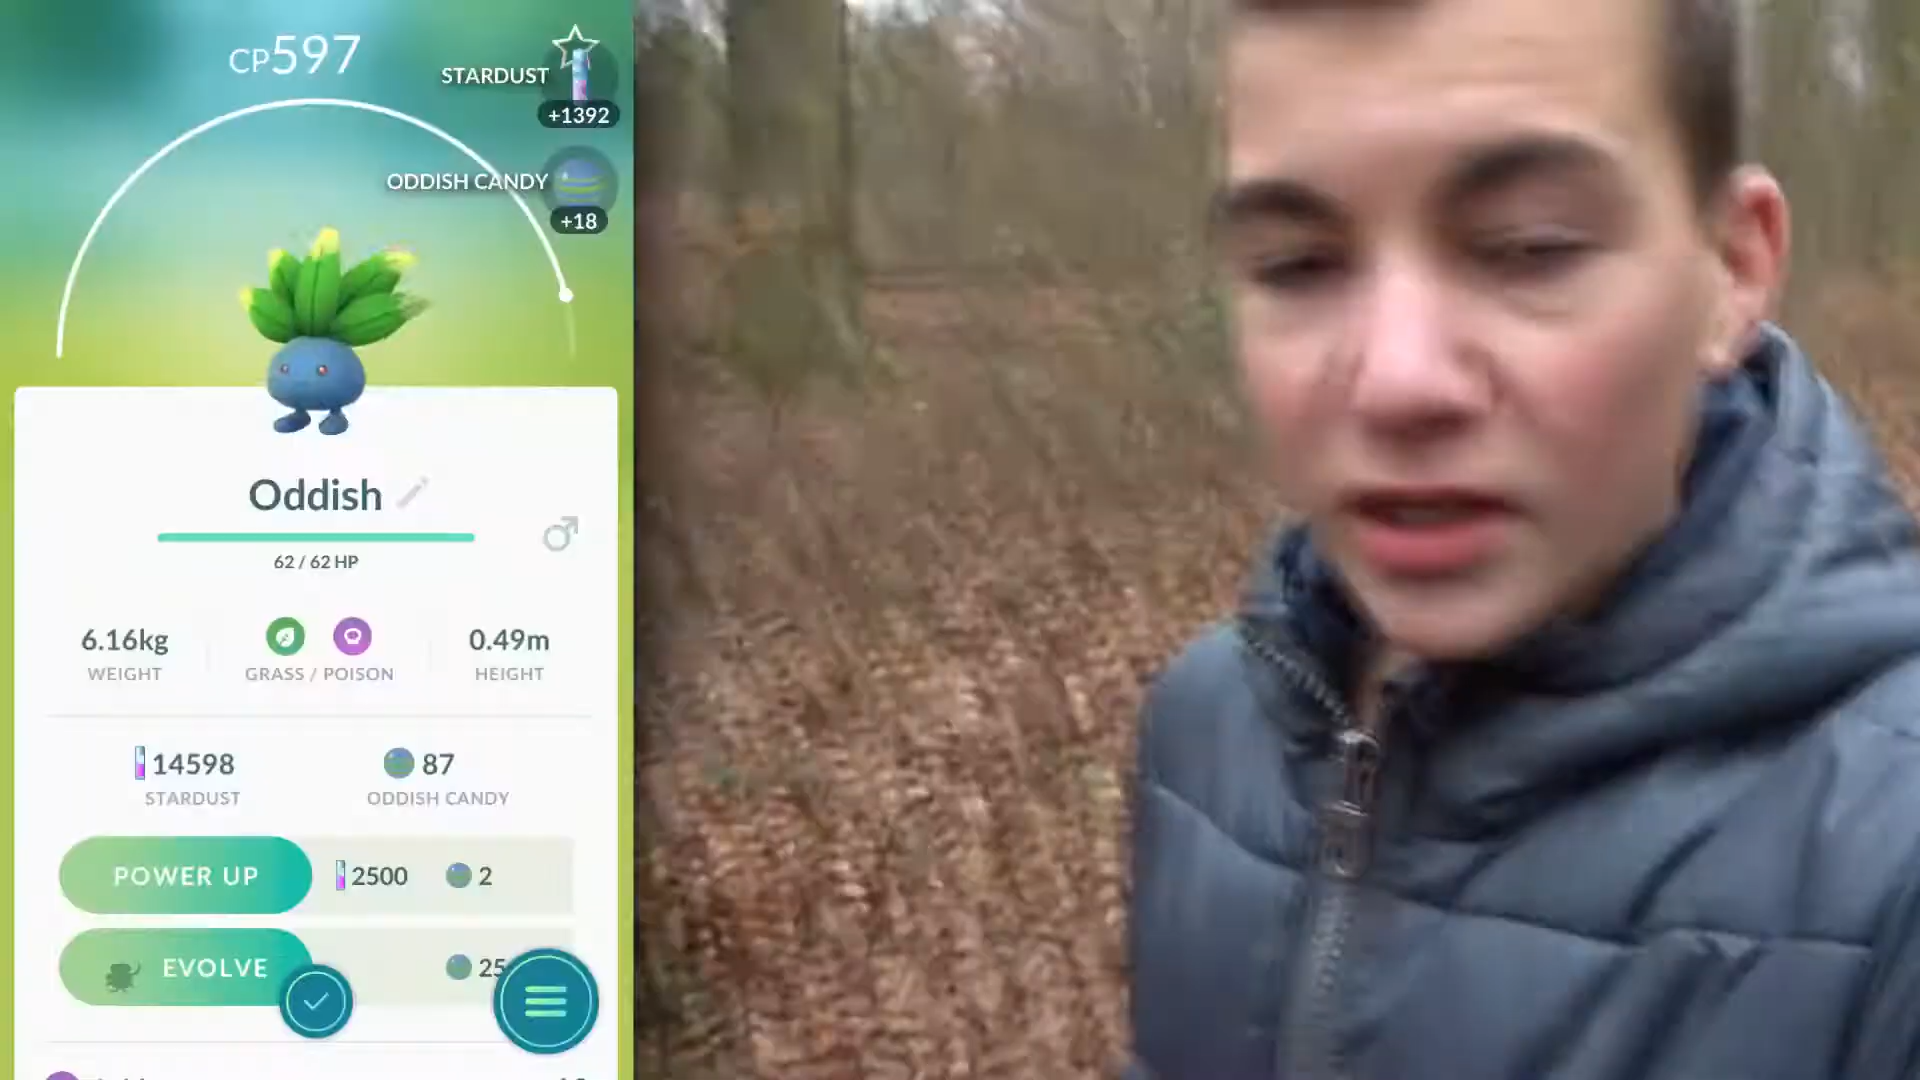 CP597
STARDUST
+1392
ODDISH CANDY
+18
Oddish
62 / 62 HP
6.16kg
WEIGHT
GRASS / POISON
0.49m
HEIGHT
14598
STARDUST
87
ODDISH CANDY
POWER UP 2500 2
EVOLVE 25